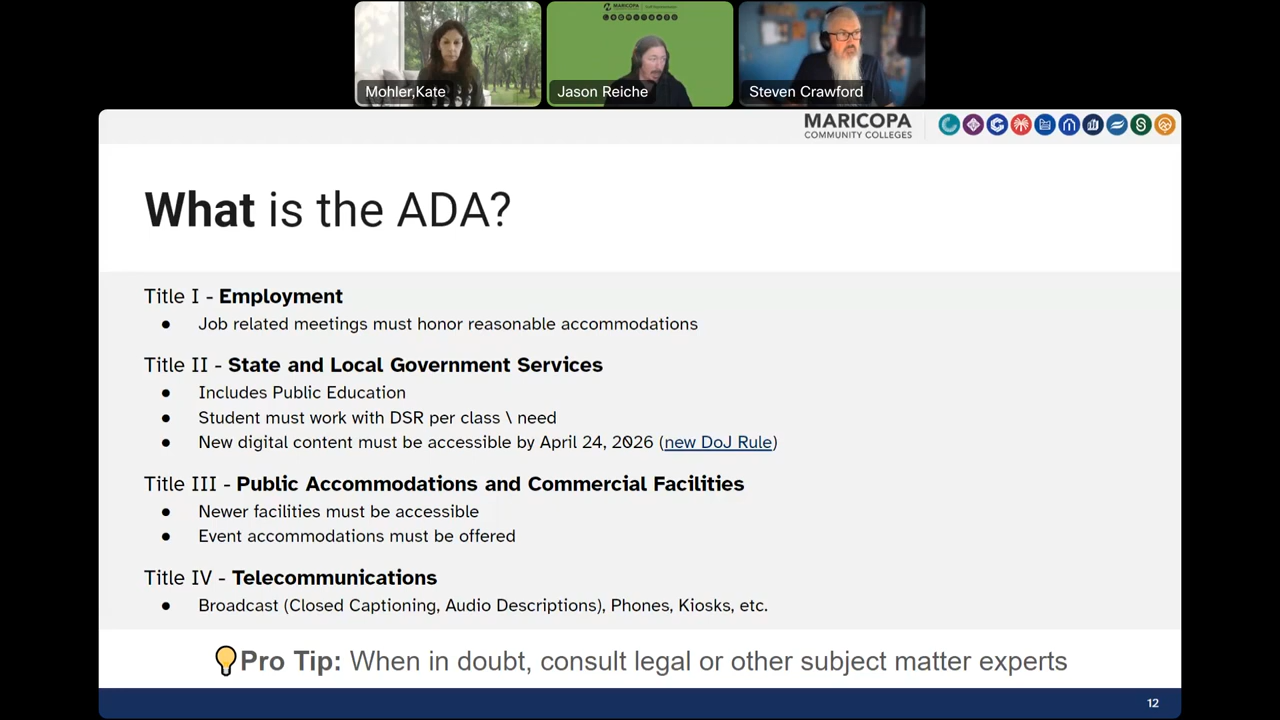 MARICOPA
Mohler,Kate
Jason Reiche
Steven Crawford
MARICOPA
COMMUNITY COLLEGES
What is the ADA?
Title I - Employment
● Job related meetings must honor reasonable accommodations
Title II - State and Local Government Services
● Includes Public Education
● Student must work with DSR per class \ need
● New digital content must be accessible by April 24, 2026 (new DoJ Rule)
Title III - Public Accommodations and Commercial Facilities
● Newer facilities must be accessible
● Event accommodations must be offered
Title IV - Telecommunications
● Broadcast (Closed Captioning, Audio Descriptions), Phones, Kiosks, etc.
Pro Tip: When in doubt, consult legal or other subject matter experts
12